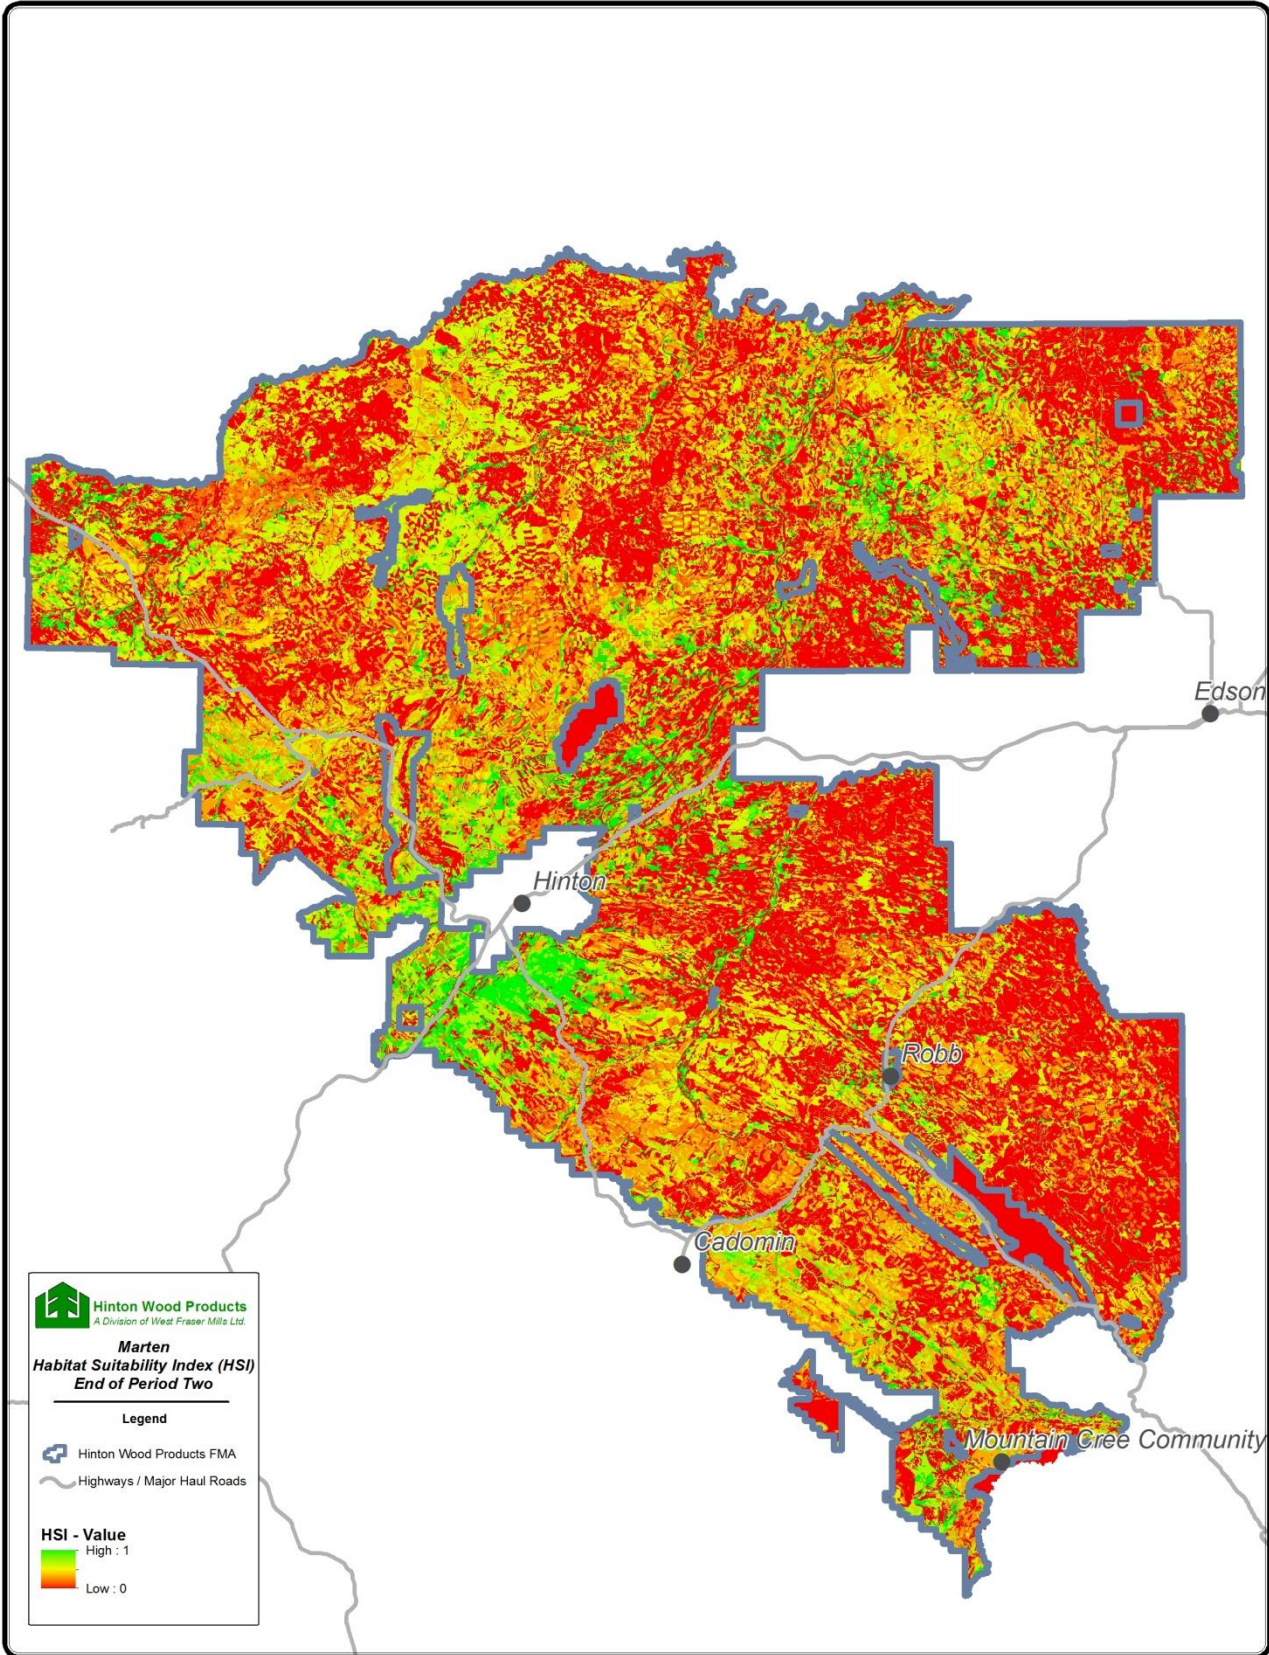 Edson
Hinton
Robb
Cadomin
Mountain Cree Community
Hinton Wood Products
A Division of West Fraser Mills Ltd.
Marten
Habitat Suitability Index (HSI)
End of Period Two
Legend
Hinton Wood Products FMA
Highways / Major Haul Roads
HSI - Value
High : 1
Low : 0